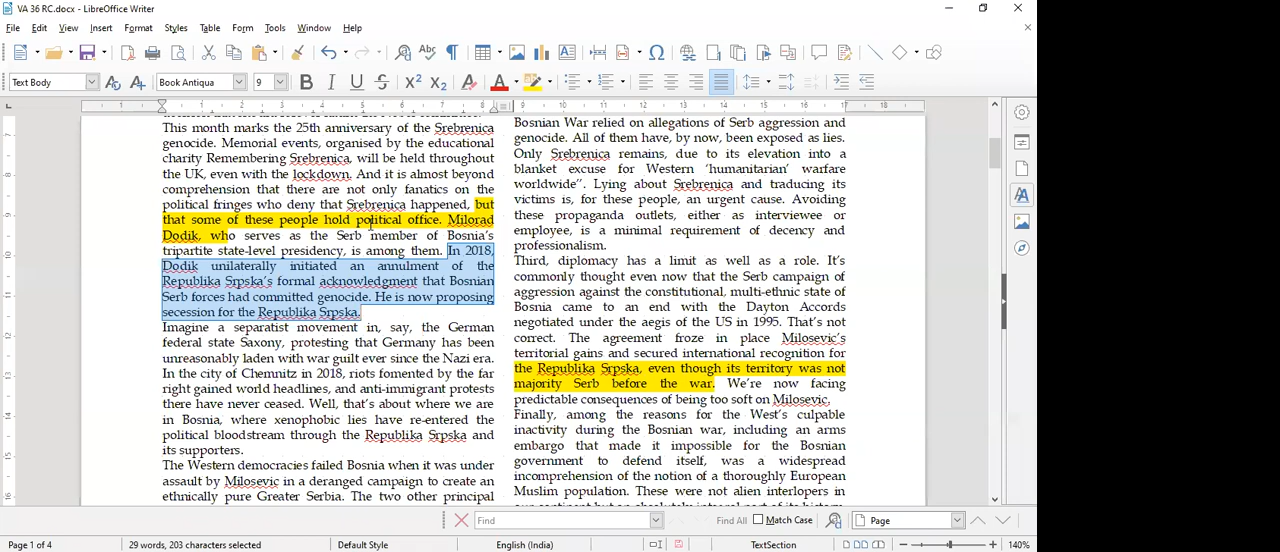 VA 36 RC.docx - LibreOffice Writer
File Edit View Insert Format Styles Table Form Tools Window Help
Text Body
Book Antiqua
9
1 1 2 3 4 5 6 7 8 9 10 11 12 13 14 15 16 17 18
This month marks the 25th anniversary of the Srebrenica
genocide. Memorial events, organised by the educational
charity Remembering Srebrenica, will be held throughout
the UK, even with the lockdown. And it is almost beyond
comprehension that there are not only fanatics on the
political fringes who deny that Srebrenica happened, but
that some of these people hold political office. Milorad
Dodik, who serves as the Serb member of Bosnia's
tripartite state-level presidency, is among them. In 2018,
Dodik unilaterally initiated an annulment of the
Republika Srpska's formal acknowledgment that Bosnian
Serb forces had committed genocide. He is now proposing
secession for the Republika Srpska.
Imagine a separatist movement in, say, the German
federal state Saxony, protesting that Germany has been
unreasonably laden with war guilt ever since the Nazi era.
In the city of Chemnitz in 2018, riots fomented by the far
right gained world headlines, and anti-immigrant protests
there have never ceased. Well, that's about where we are
in Bosnia, where xenophobic lies have re-entered the
political bloodstream through the Republika Srpska and
its supporters.
The Western democracies failed Bosnia when it was under
assault by Milosevic in a deranged campaign to create an
ethnically pure Greater Serbia. The two other principal
Bosnian War relied on allegations of Serb aggression and
genocide. All of them have, by now, been exposed as lies.
Only Srebrenica remains, due to its elevation into a
blanket excuse for Western 'humanitarian' warfare
worldwide". Lying about Srebrenica and traducing its
victims is, for these people, an urgent cause. Avoiding
these propaganda outlets, either as interviewee or
employee, is a minimal requirement of decency and
professionalism.
Third, diplomacy has a limit as well as a role. It's
commonly thought even now that the Serb campaign of
aggression against the constitutional, multi-ethnic state of
Bosnia came to an end with the Dayton Accords
negotiated under the aegis of the US in 1995. That's not
correct. The agreement froze in place Milosevic's
territorial gains and secured international recognition for
the Republika Srpska, even though its territory was not
majority Serb before the war. We're now facing
predictable consequences of being too soft on Milosevic.
Finally, among the reasons for the West's culpable
inactivity during the Bosnian war, including an arms
embargo that made it impossible for the Bosnian
government to defend itself, was a widespread
incomprehension of the notion of a thoroughly European
Muslim population. These were not alien interlopers in
Find
Find All
Match Case
Page
Page 1 of 4
29 words, 203 characters selected
Default Style
English (India)
TextSection
140%